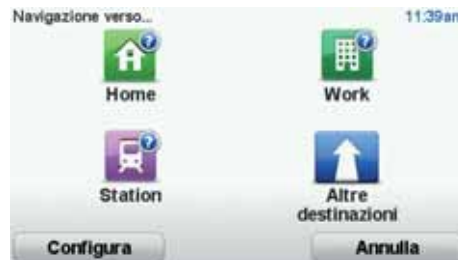 Navigazione verso...
11:39am
Home
Work
Station
Altre
destinazioni
Configura
Annulla